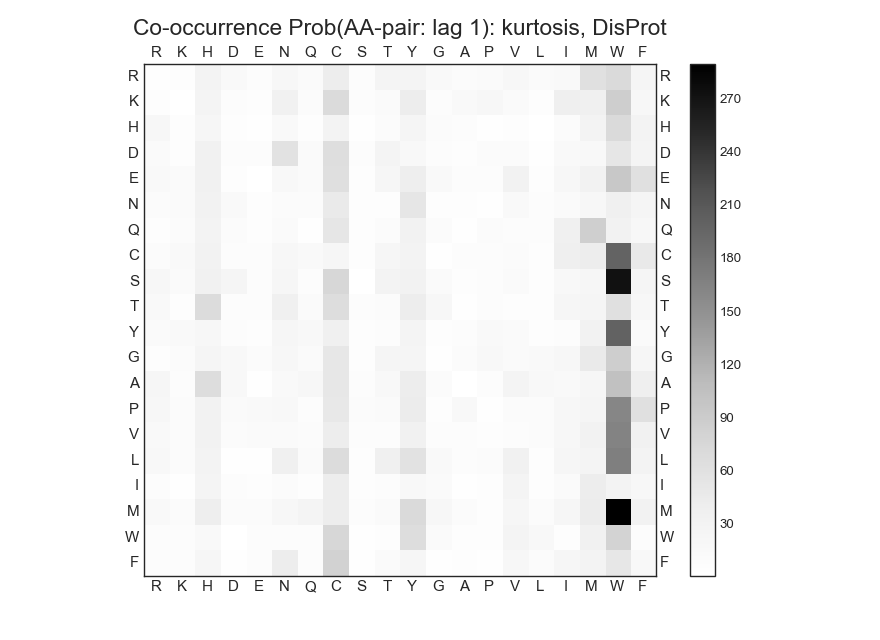 Co-occurrence Prob(AA-pair: lag 1): kurtosis, DisProt
R K H D E N Q C S T Y G A P V L I M W F
R R
K K
H H
D D
E E
N N
Q Q
C C
S S
T T
Y Y
G G
A A
P P
V V
L L
I I
M M
W W
F F
R K H D E N Q C S T Y G A P V L I M W F
270
240
210
180
150
120
90
60
30